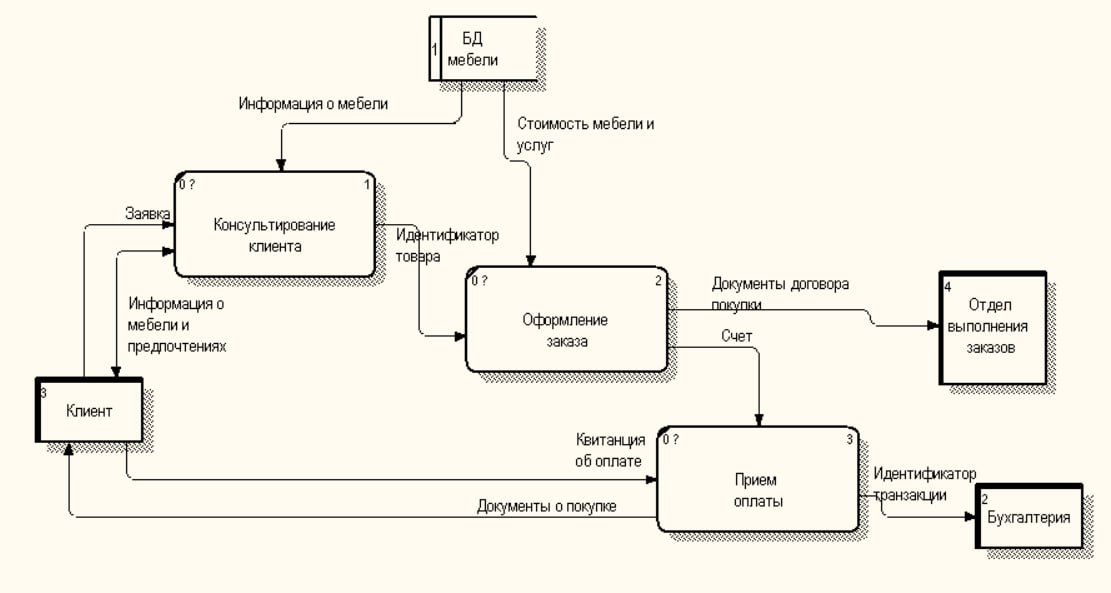 1
БД
мебели
Информация о мебели
Стоимость мебели и
услуг
0 ?
1
Консультирование
клиента
Заявка
Идентификатор
товара
Информация о
мебели и
предпочтениях
0 ?
2
Оформление
заказа
Документы договора
покупки
Счет
4
Отдел
выполнения
заказов
3
Клиент
Квитанция
об оплате
0 ?
3
Прием
оплаты
Документы о покупке
Идентификатор
транзакции
2
Бухгалтерия